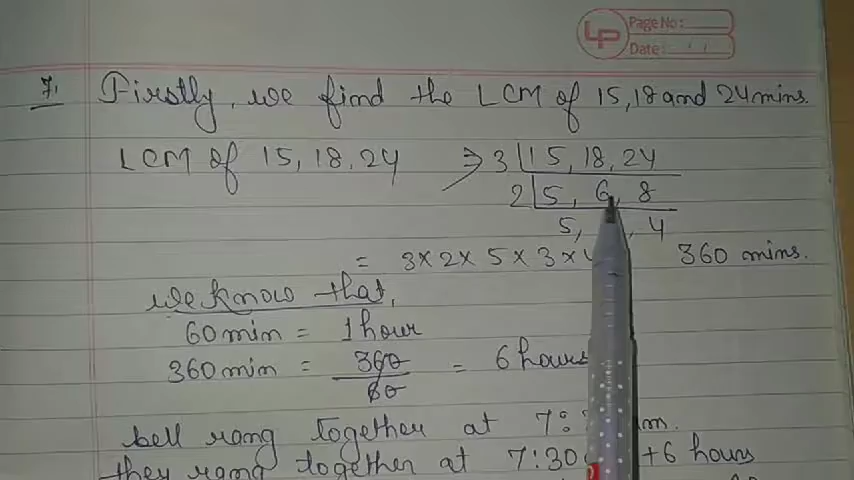 LP Page No:
Date:
7. Firstly, we find the LCM of 15, 18 and 24 mins.
LCM of 15, 18, 24 ⇒ 3 15, 18, 24
2 5, 6, 8
5, , 4
= 3×2×5×3× 360 mins.
we know that,
60 min = 1 hour
360 min = 360/60 = 6 hours
bell rang together at 7: m.
they rang together at 7:30 +6 hours